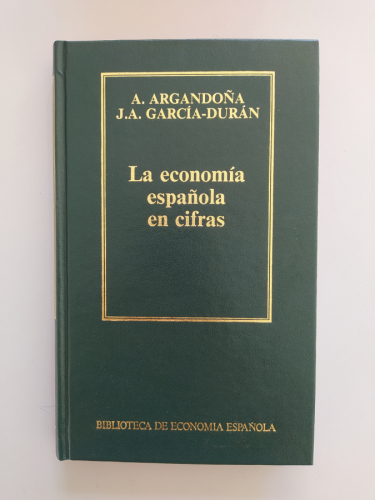 A. ARGANDOÑA
J.A. GARCÍA-DURÁN
La economía
española
en cifras
BIBLIOTECA DE ECONOMIA ESPAÑOLA